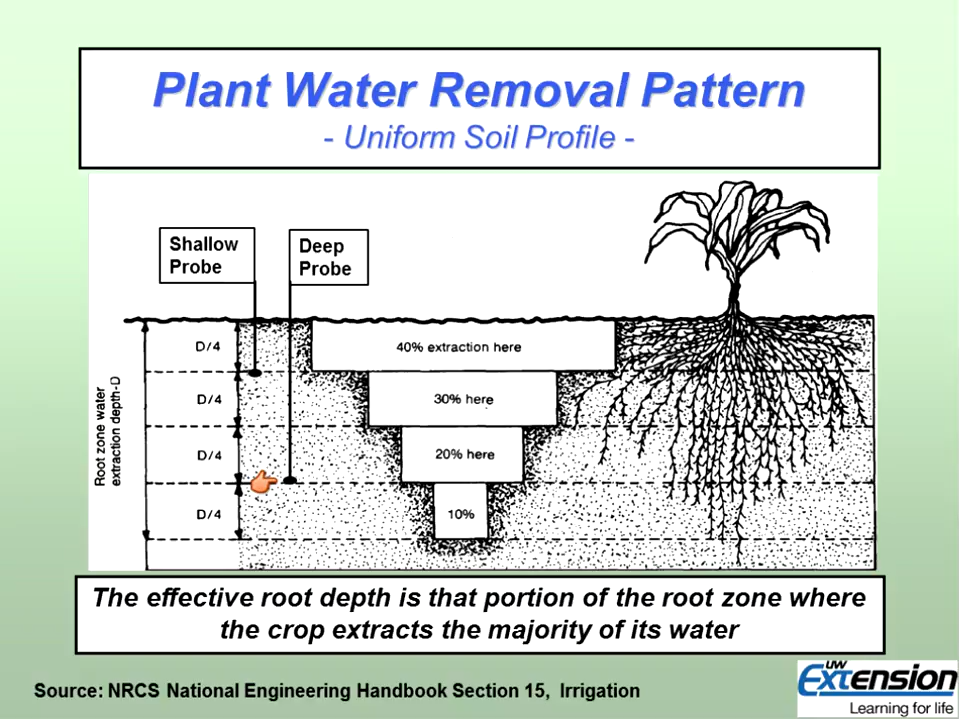 Plant Water Removal Pattern
- Uniform Soil Profile -
Shallow
Probe
Deep
Probe
Root zone water
extraction depth-D
D/4
40% extraction here
D/4
30% here
D/4
20% here
D/4
10%
The effective root depth is that portion of the root zone where
the crop extracts the majority of its water
Source: NRCS National Engineering Handbook Section 15, Irrigation
UW
Extension
Learning for life